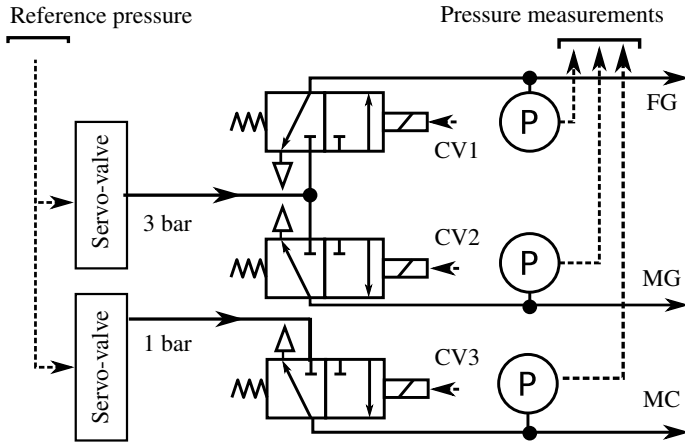 Reference pressure
Pressure measurements
FG
P
CV1
Servo-valve
3 bar
CV2
P
MG
Servo-valve
1 bar
CV3
P
MC